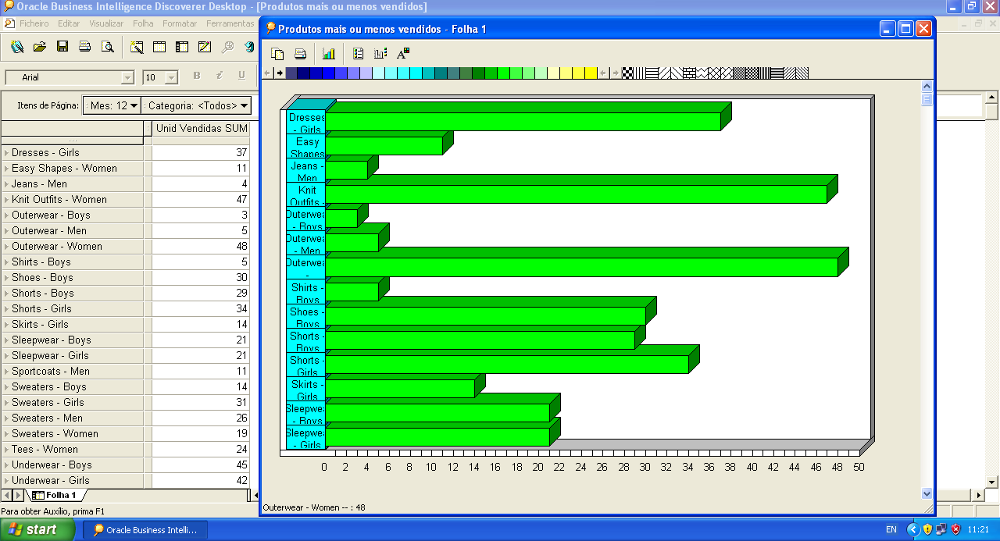 Oracle Business Intelligence Discoverer Desktop - [Produtos mais ou menos vendidos]
Ficheiro Editar Visualizar Folha Formatar Ferramentas
Arial 10 B i U
Itens de Página: Mes: 12 Categoria: <Todos>
Unid Vendidas SUM
Dresses - Girls 37
Easy Shapes - Women 11
Jeans - Men 4
Knit Outfits - Women 47
Outerwear - Boys 3
Outerwear - Men 5
Outerwear - Women 48
Shirts - Boys 5
Shoes - Boys 30
Shorts - Boys 29
Shorts - Girls 34
Skirts - Girls 14
Sleepwear - Boys 21
Sleepwear - Girls 21
Sportcoats - Men 11
Sweaters - Boys 14
Sweaters - Girls 31
Sweaters - Men 26
Sweaters - Women 19
Tees - Women 24
Underwear - Boys 45
Underwear - Girls 42
Folha 1
Para obter Auxílio, prima F1
Produtos mais ou menos vendidos - Folha 1
Dresses
- Girls
Easy
Shapes
Jeans -
Men
Knit
Outfits -
Outerwea
- Boys
Outerwea
- Men
Outerwea
-
Shirts -
Boys
Shoes -
Boys
Shorts -
Boys
Shorts -
Girls
Skirts -
Girls
Sleepwea
- Boys
Sleepwea
- Girls
0 2 4 6 8 10 12 14 16 18 20 22 24 26 28 30 32 34 36 38 40 42 44 46 48 50
Outerwear - Women -- : 48
start Oracle Business Intelli... EN 11:21